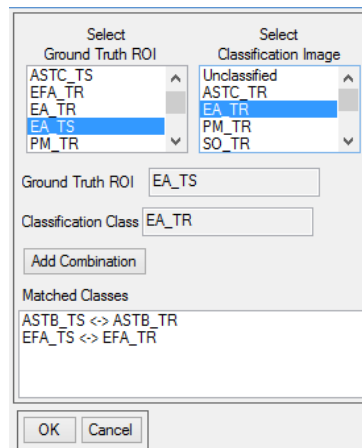 Select
Ground Truth ROI
ASTC_TS
EFA_TR
EA_TR
EA_TS
PM_TR
Select
Classification Image
Unclassified
ASTC_TR
EA_TR
PM_TR
SO_TR
Ground Truth ROI EA_TS
Classification Class EA_TR
Add Combination
Matched Classes
ASTB_TS <-> ASTB_TR
EFA_TS <-> EFA_TR
OK Cancel